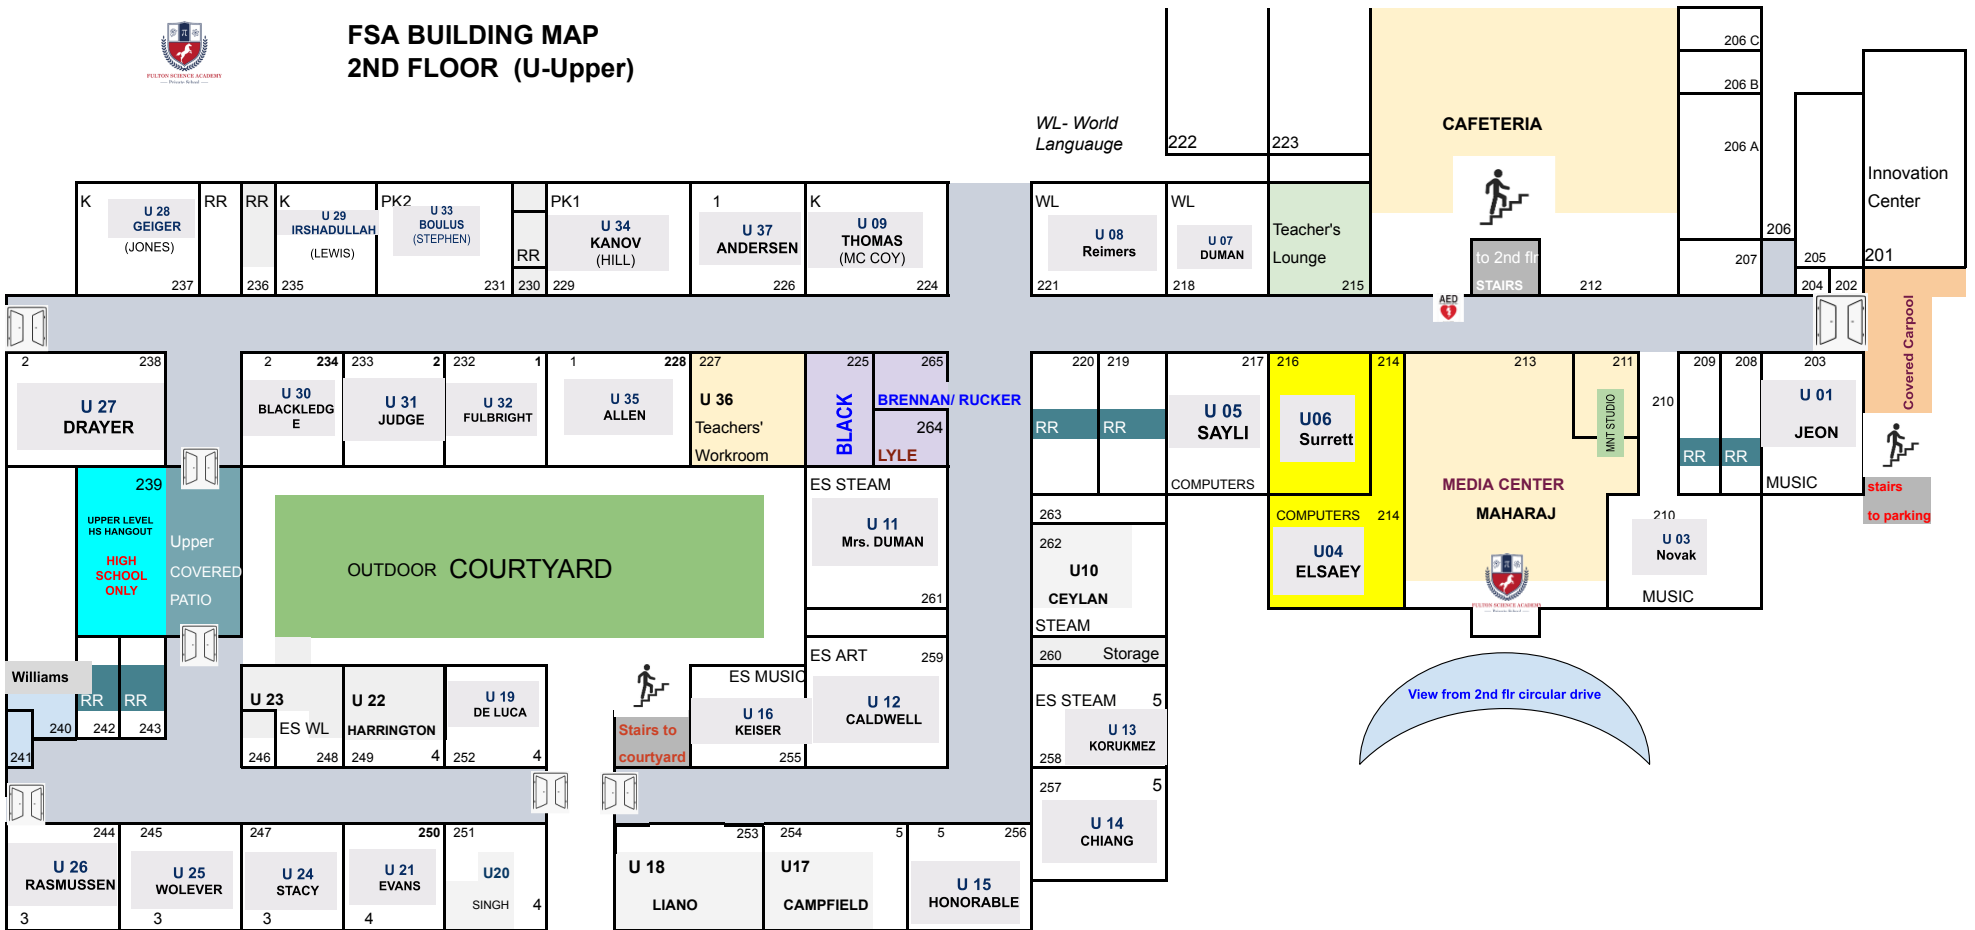 FSA BUILDING MAP
2ND FLOOR (U-Upper)
FULTON SCIENCE ACADEMY
Private School
WL- World
Languauge
222
223
CAFETERIA
206 C
206 B
206 A
206
207
205
204
202
Innovation
Center
201
K
U 28
GEIGER
(JONES)
237
RR
RR
236
K
U 29
IRSHADULLAH
(LEWIS)
235
PK2
U 33
BOULUS
(STEPHEN)
231
RR
230
PK1
U 34
KANOV
(HILL)
229
1
U 37
ANDERSEN
226
K
U 09
THOMAS
(MC COY)
224
WL
U 08
Reimers
221
WL
U 07
DUMAN
218
Teacher's
Lounge
215
to 2nd flr
STAIRS
212
AED
Covered Carpool
2
238
U 27
DRAYER
2
234
U 30
BLACKLEDG
E
233
2
U 31
JUDGE
232
1
U 32
FULBRIGHT
1
228
U 35
ALLEN
227
U 36
Teachers'
Workroom
225
BLACK
265
BRENNAN/ RUCKER
264
LYLE
220
RR
219
RR
217
U 05
SAYLI
COMPUTERS
216
U06
Surrett
214
COMPUTERS
214
U04
ELSAEY
213
MEDIA CENTER
MAHARAJ
211
MNT STUDIO
210
209
RR
208
RR
203
U 01
JEON
MUSIC
stairs
to parking
210
U 03
Novak
MUSIC
FULTON SCIENCE ACADEMY
Private School
View from 2nd flr circular drive
239
UPPER LEVEL
HS HANGOUT
HIGH
SCHOOL
ONLY
Upper
COVERED
PATIO
OUTDOOR COURTYARD
ES STEAM
U 11
Mrs. DUMAN
261
263
262
U10
CEYLAN
STEAM
260
Storage
ES STEAM
5
U 13
KORUKMEZ
258
257
5
U 14
CHIANG
Williams
240
241
RR
242
RR
243
U 23
246
ES WL
248
U 22
HARRINGTON
249
4
U 19
DE LUCA
252
4
Stairs to
courtyard
ES MUSIC
U 16
KEISER
255
ES ART
259
U 12
CALDWELL
244
U 26
RASMUSSEN
3
245
U 25
WOLEVER
3
247
U 24
STACY
3
250
U 21
EVANS
4
251
U20
SINGH
4
253
U 18
LIANO
254
5
U17
CAMPFIELD
5
256
U 15
HONORABLE